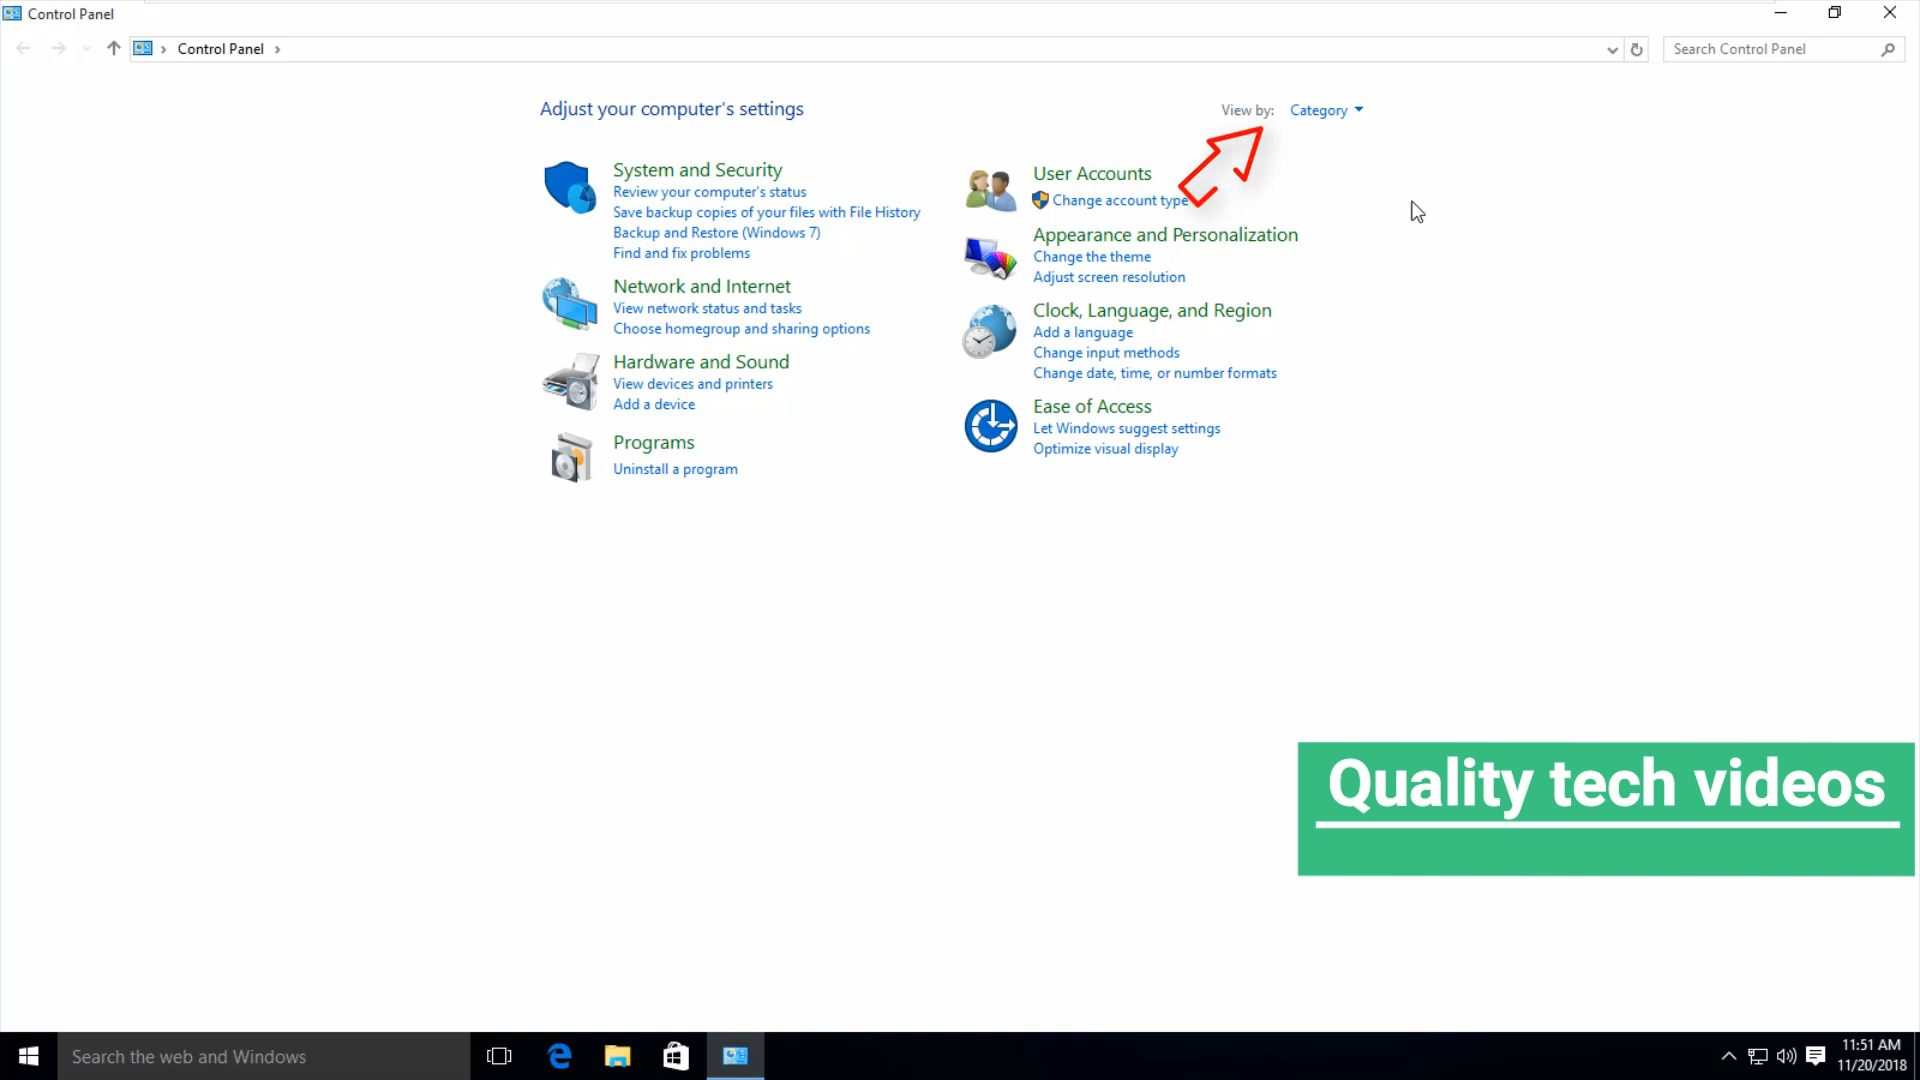 Control Panel
Control Panel
Search Control Panel
Adjust your computer's settings
View by: Category
System and Security
Review your computer's status
Save backup copies of your files with File History
Backup and Restore (Windows 7)
Find and fix problems
Network and Internet
View network status and tasks
Choose homegroup and sharing options
Hardware and Sound
View devices and printers
Add a device
Programs
Uninstall a program
User Accounts
Change account type
Appearance and Personalization
Change the theme
Adjust screen resolution
Clock, Language, and Region
Add a language
Change input methods
Change date, time, or number formats
Ease of Access
Let Windows suggest settings
Optimize visual display
Quality tech videos
Search the web and Windows
11:51 AM
11/20/2018